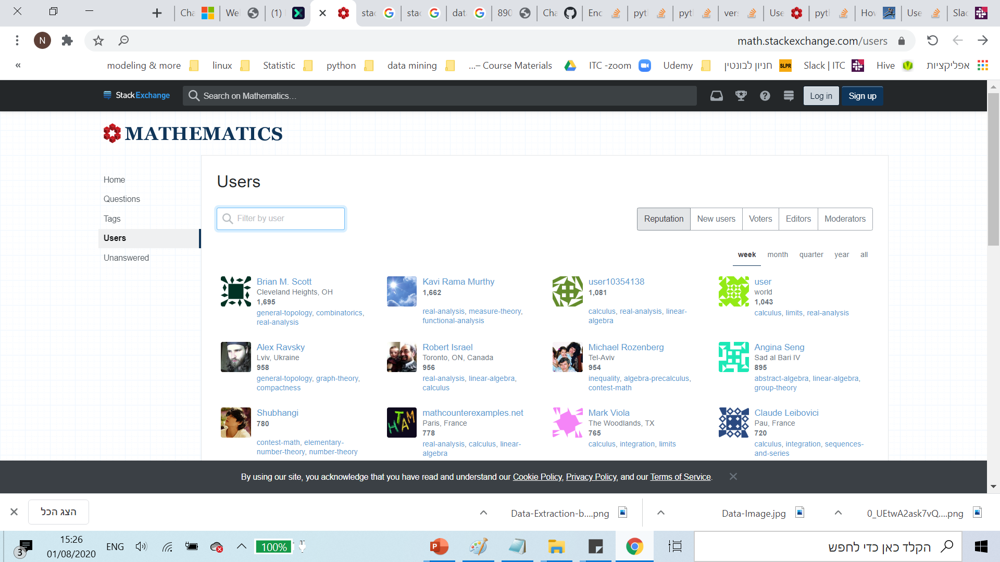 Cha
Wel
(1)
stac
stac
dat
890
Cha
Enc
pyt
pyt
vers
Use
pyt
Hov
Use
Slac
N
math.stackexchange.com/users
«
modeling & more
linux
Statistic
python
data mining
...– Course Materials
ITC -zoom
Udemy
חניון לבונטין
SLPR
Slack | ITC
Hive
אפליקציות
StackExchange
Search on Mathematics...
Log in
Sign up
MATHEMATICS
Home
Questions
Tags
Users
Unanswered
Users
Filter by user
Reputation
New users
Voters
Editors
Moderators
week
month
quarter
year
all
Brian M. Scott
Cleveland Heights, OH
1,695
general-topology, combinatorics,
real-analysis
Kavi Rama Murthy
1,662
real-analysis, measure-theory,
functional-analysis
user10354138
1,081
calculus, real-analysis, linear-
algebra
user
world
1,043
calculus, limits, real-analysis
Alex Ravsky
Lviv, Ukraine
958
general-topology, graph-theory,
compactness
Robert Israel
Toronto, ON, Canada
956
real-analysis, linear-algebra,
calculus
Michael Rozenberg
Tel-Aviv
954
inequality, algebra-precalculus,
contest-math
Angina Seng
Sad al Bari IV
895
abstract-algebra, linear-algebra,
group-theory
Shubhangi
780
contest-math, elementary-
number-theory, number-theory
HTAM
mathcounterexamples.net
Paris, France
778
real-analysis, calculus, linear-
algebra
Mark Viola
The Woodlands, TX
765
calculus, integration, limits
Claude Leibovici
Pau, France
720
calculus, integration, sequences-
and-series
By using our site, you acknowledge that you have read and understand our Cookie Policy, Privacy Policy, and our Terms of Service.
הצג הכל
Data-Extraction-b....png
Data-Image.jpg
0_UEtwA2ask7vQ....png
3
15:26
01/08/2020
ENG
100%
P
הקלד כאן כדי לחפש